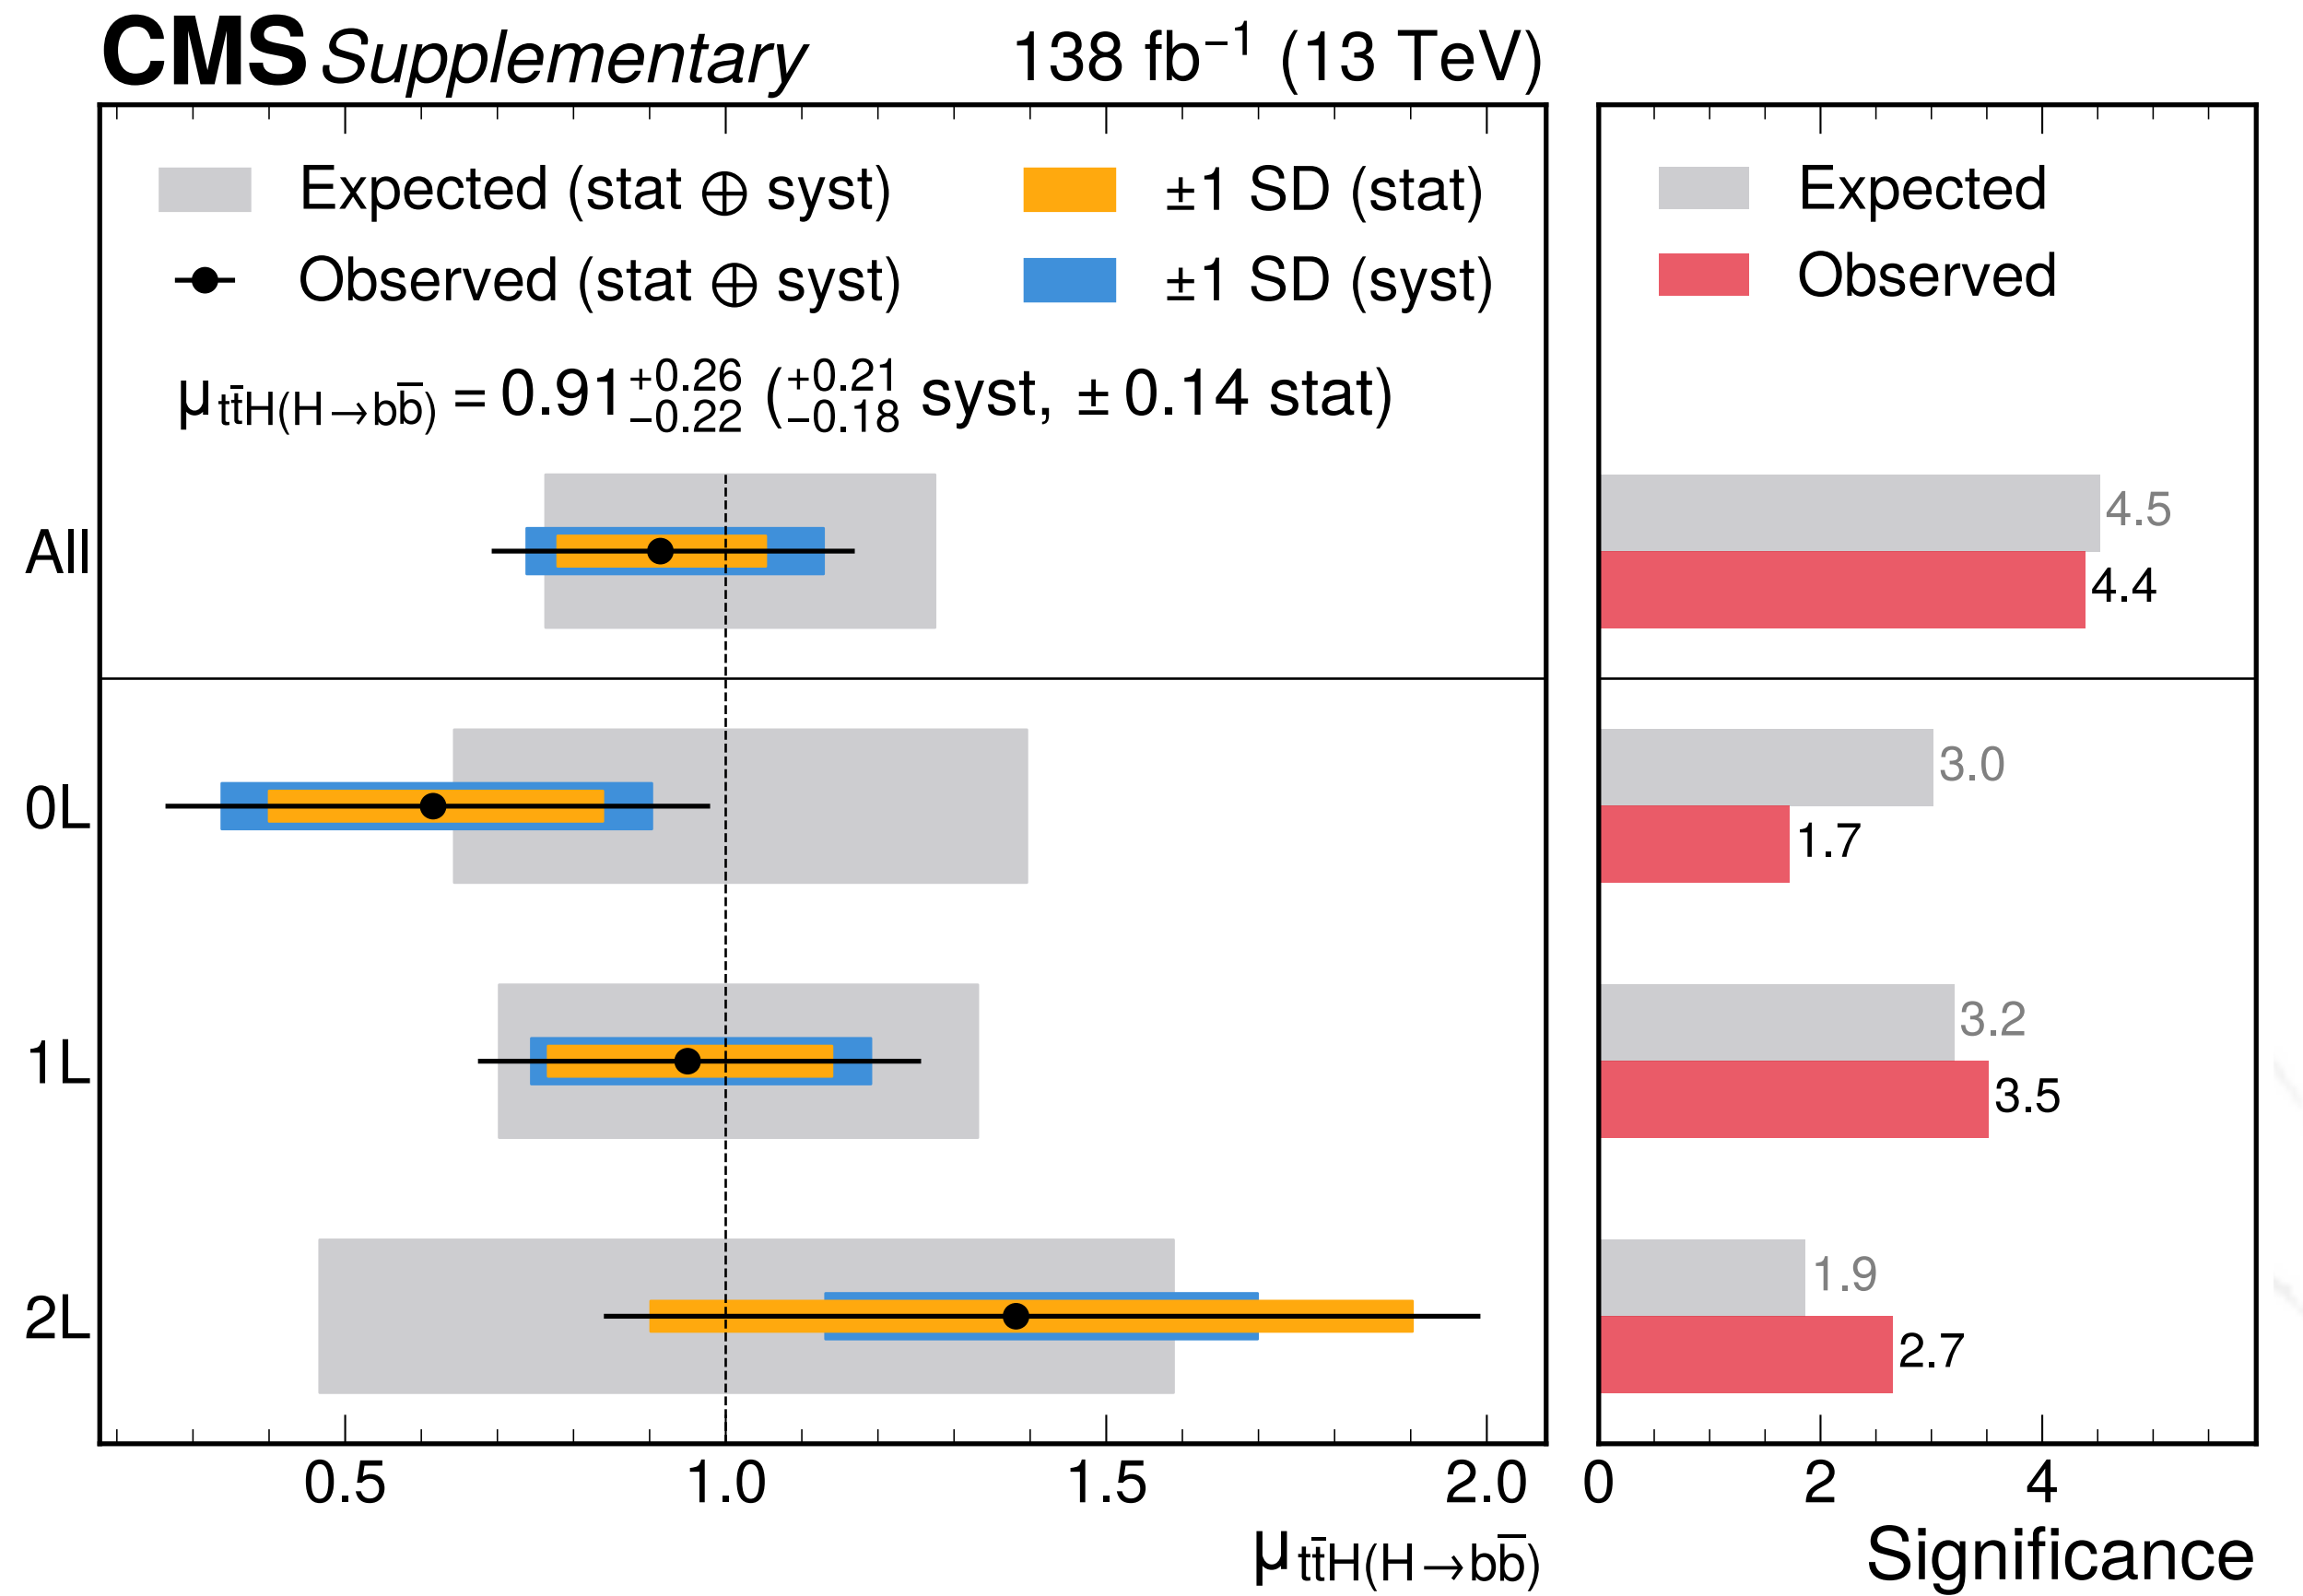 CMS Supplementary 138 fb⁻¹ (13 TeV)
Expected (stat ⊕ syst) ±1 SD (stat)
Observed (stat ⊕ syst) ±1 SD (syst)
μ_{tt̄H(H→bb̄)} = 0.91^{+0.26}_{−0.22} (^{+0.21}_{−0.18} syst, ± 0.14 stat)
All
0L
1L
2L
0.5 1.0 1.5 2.0
μ_{tt̄H(H→bb̄)}
Expected
Observed
4.5
4.4
3.0
1.7
3.2
3.5
1.9
2.7
0 2 4
Significance